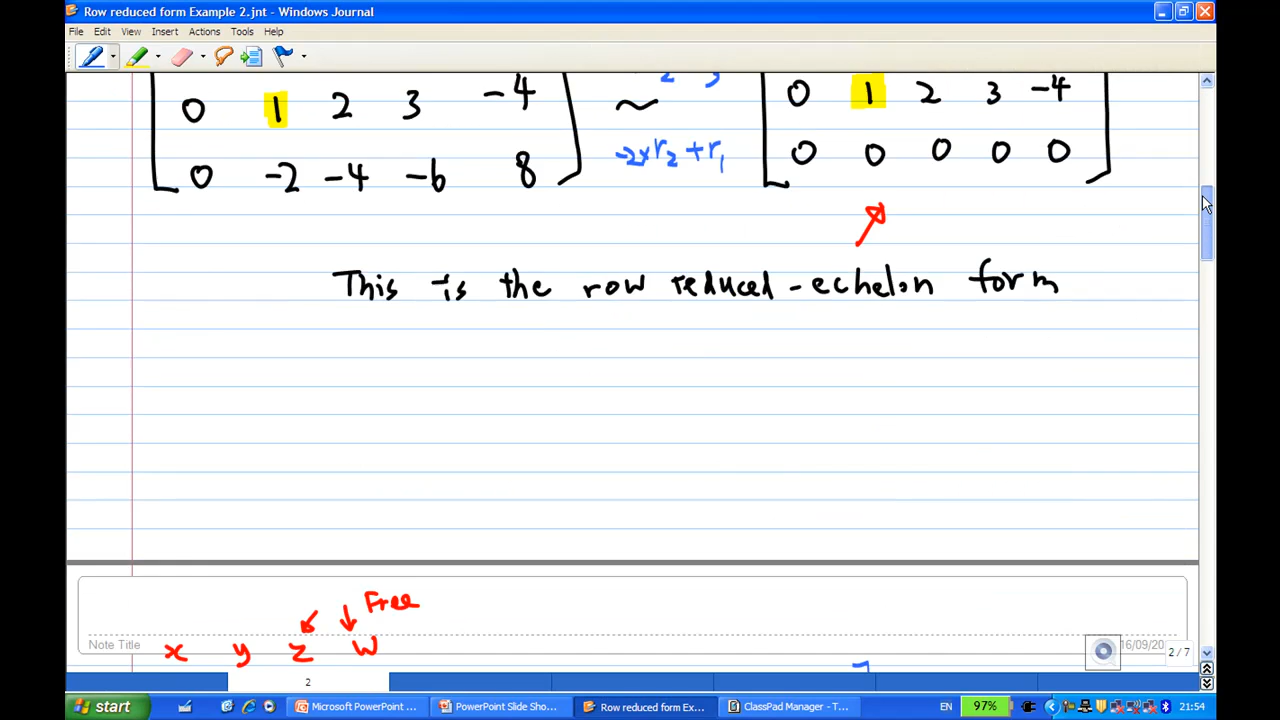 Row reduced form Example 2.jnt - Windows Journal
File Edit View Insert Actions Tools Help
0 1 2 3 -4 ~ 0 1 2 3 -4
-2×r2 + r1
0 -2 -4 -6 8 0 0 0 0 0
This is the row reduced-echelon form
Free
x y z w
Note Title
16/09/20
2 / 7
2
start
Microsoft PowerPoint ...
PowerPoint Slide Sho...
Row reduced form Ex...
ClassPad Manager - T...
EN
97%
21:54